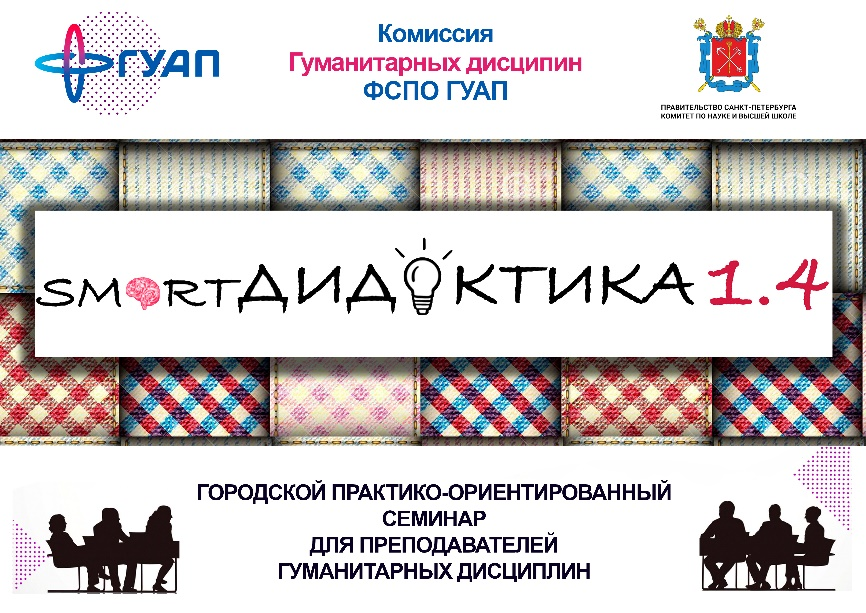 ГУАП
Комиссия
Гуманитарных дисципин
ФСПО ГУАП
ПРАВИТЕЛЬСТВО САНКТ-ПЕТЕРБУРГА
КОМИТЕТ ПО НАУКЕ И ВЫСШЕЙ ШКОЛЕ
SMARTДИДАКТИКА 1.4
ГОРОДСКОЙ ПРАКТИКО-ОРИЕНТИРОВАННЫЙ
СЕМИНАР
ДЛЯ ПРЕПОДАВАТЕЛЕЙ
ГУМАНИТАРНЫХ ДИСЦИПЛИН